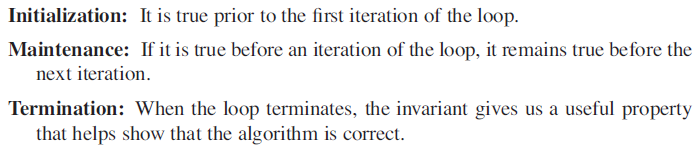 Initialization: It is true prior to the first iteration of the loop.
Maintenance: If it is true before an iteration of the loop, it remains true before the
next iteration.
Termination: When the loop terminates, the invariant gives us a useful property
that helps show that the algorithm is correct.